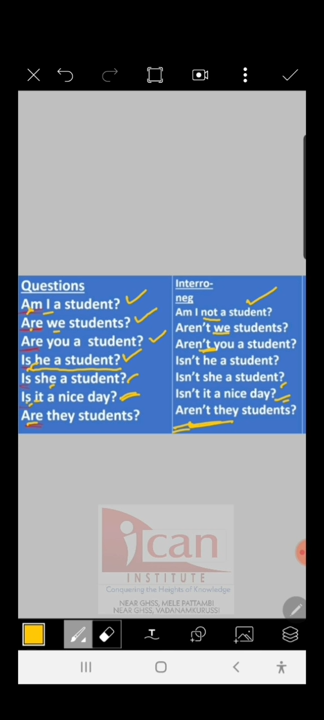 Questions
Am I a student?
Are we students?
Are you a student?
Is he a student?
Is she a student?
Is it a nice day?
Are they students?
Interro-
neg
Am I not a student?
Aren't we students?
Aren't you a student?
Isn't he a student?
Isn't she a student?
Isn't it a nice day?
Aren't they students?
ican
INSTITUTE
Conquering the Heights of Knowledge
NEAR GHSS, MELE PATTAMBI
NEAR GHSS, VADANAMKURUSSI
T